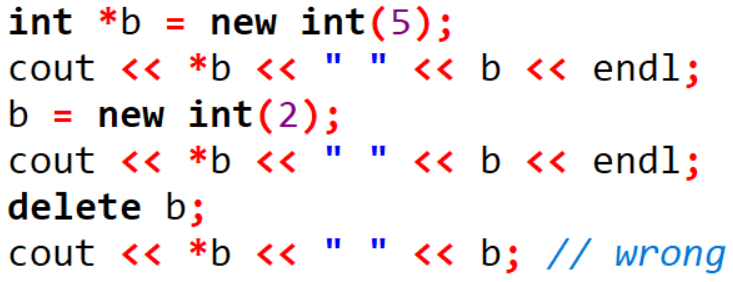 int *b = new int(5);
cout << *b << " " << b << endl;
b = new int(2);
cout << *b << " " << b << endl;
delete b;
cout << *b << " " << b; // wrong